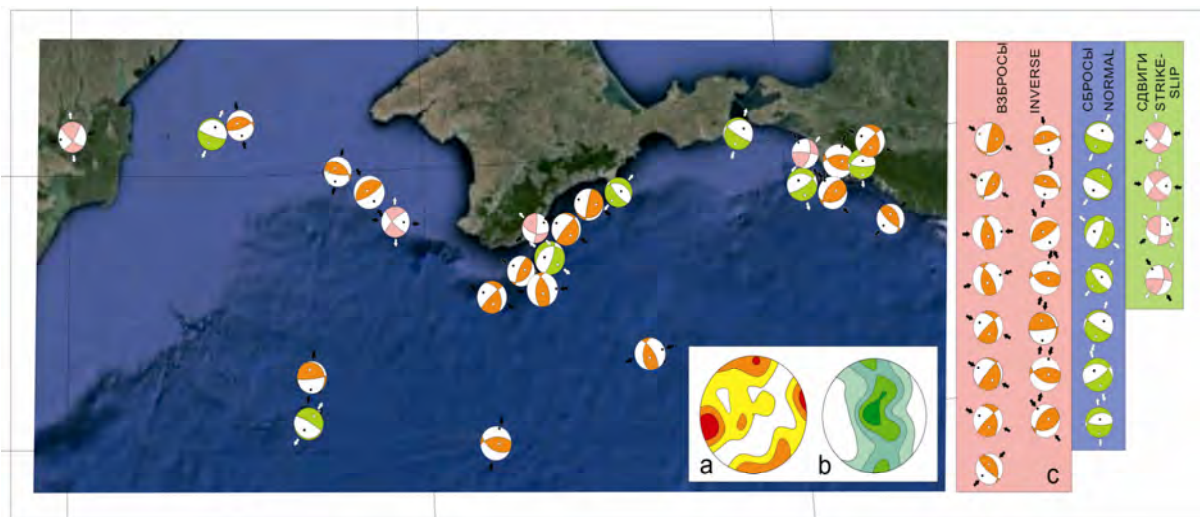 ВЗБРОСЫ
INVERSE
СБРОСЫ
NORMAL
СДВИГИ
STRIKE-
SLIP
a
b
c